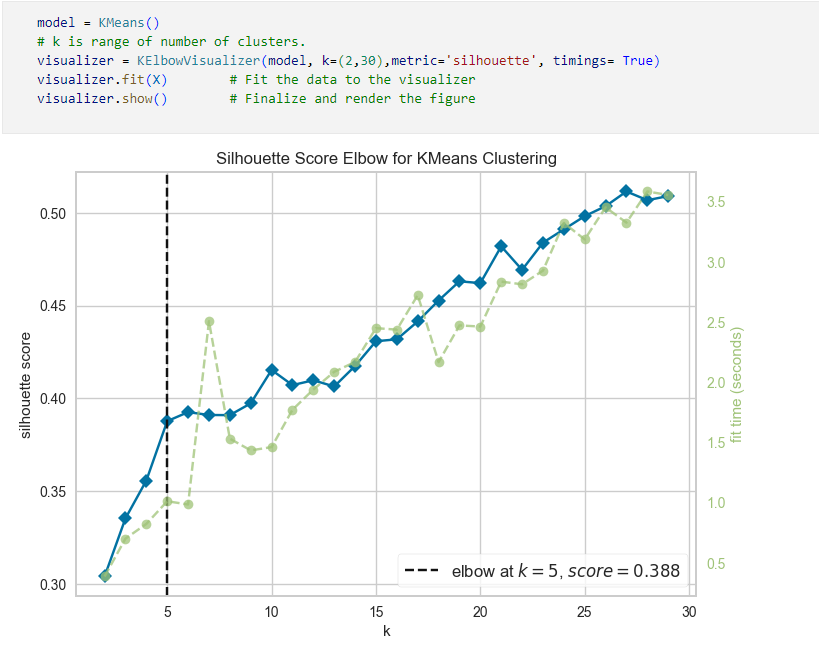 model = KMeans()
# k is range of number of clusters.
visualizer = KElbowVisualizer(model, k=(2,30),metric='silhouette', timings= True)
visualizer.fit(X)        # Fit the data to the visualizer
visualizer.show()        # Finalize and render the figure
Silhouette Score Elbow for KMeans Clustering
silhouette score
0.50
0.45
0.40
0.35
0.30
3.5
3.0
2.5
2.0
1.5
1.0
0.5
fit time (seconds)
elbow at k = 5, score = 0.388
5 10 15 20 25 30
k